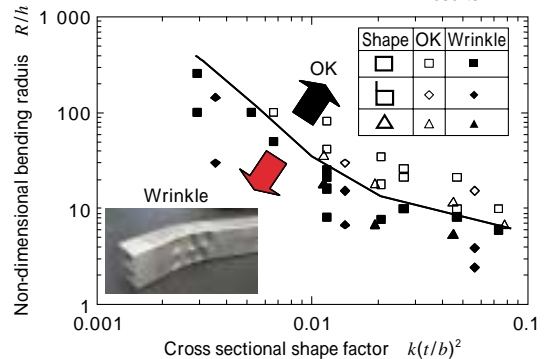 Non-dimensional bending raduis R/h
1 000
100
10
1
0.001
0.01
0.1
Cross sectional shape factor k(t/b)²
OK
Wrinkle
Shape OK Wrinkle